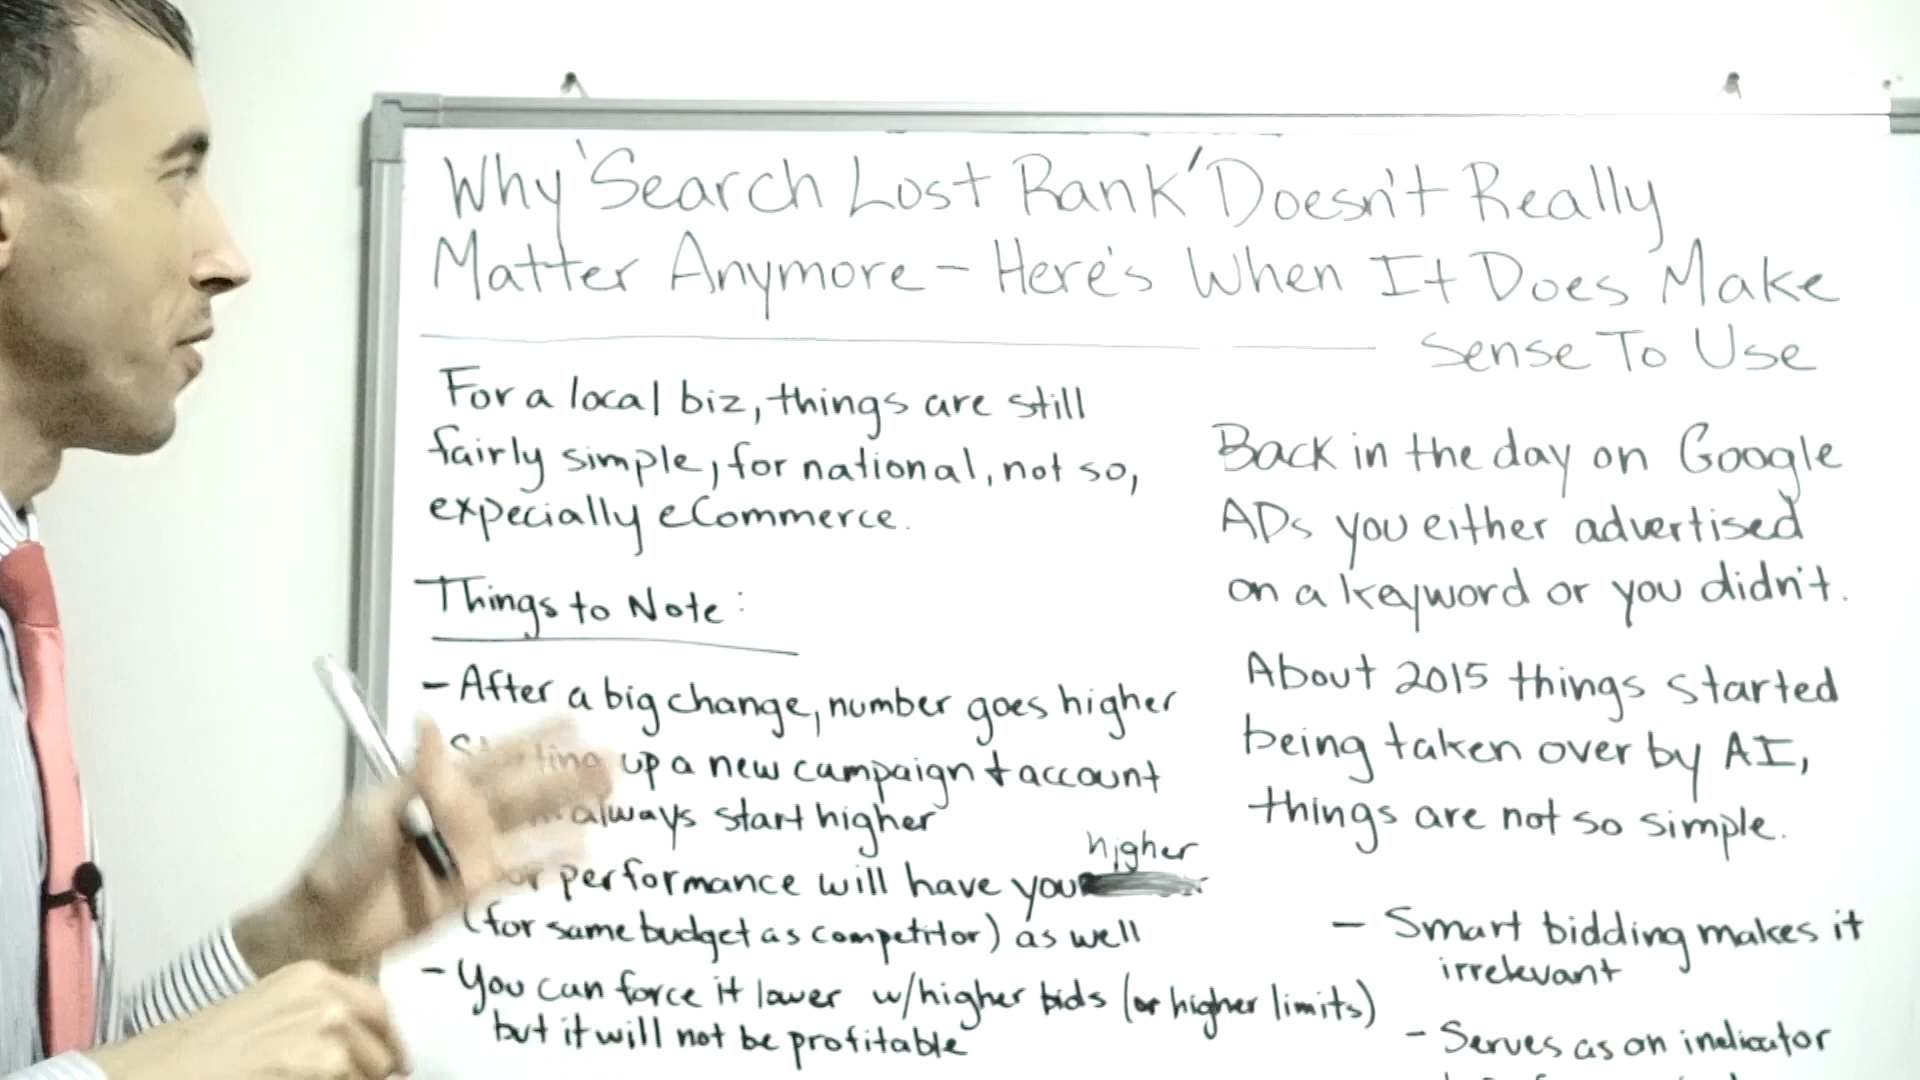 Why 'Search Lost Rank' Doesn't Really
Matter Anymore - Here's When It Does Make
Sense To Use
For a local biz, things are still
fairly simple, for national, not so,
expecially eCommerce.
Things to Note:
- After a big change, number goes higher
up a new campaign + account
always start higher
higher
performance will have you
(for same budget as competitor) as well
- You can force it lower w/higher bids (or higher limits)
but it will not be profitable
Back in the day on Google
ADs you either advertised
on a keyword or you didn't.
About 2015 things started
being taken over by AI,
things are not so simple.
- Smart bidding makes it
irrelevant
- Serves as an indicator